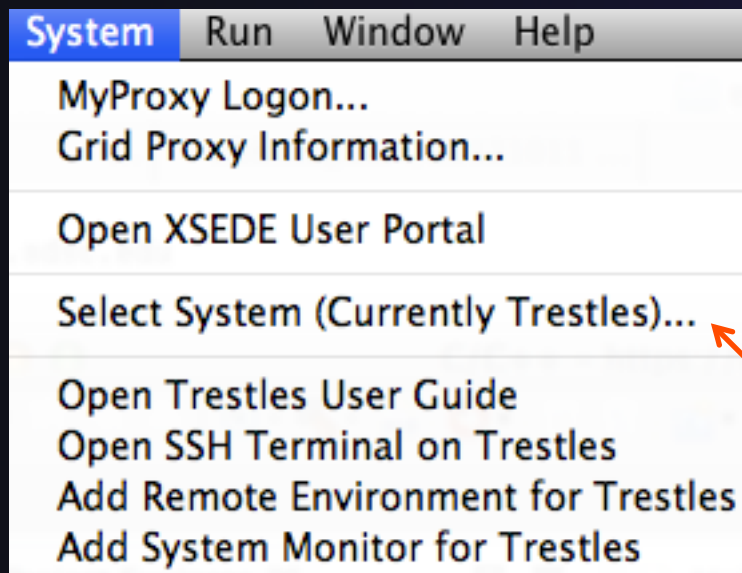 System Run Window Help
MyProxy Logon...
Grid Proxy Information...
Open XSEDE User Portal
Select System (Currently Trestles)...
Open Trestles User Guide
Open SSH Terminal on Trestles
Add Remote Environment for Trestles
Add System Monitor for Trestles